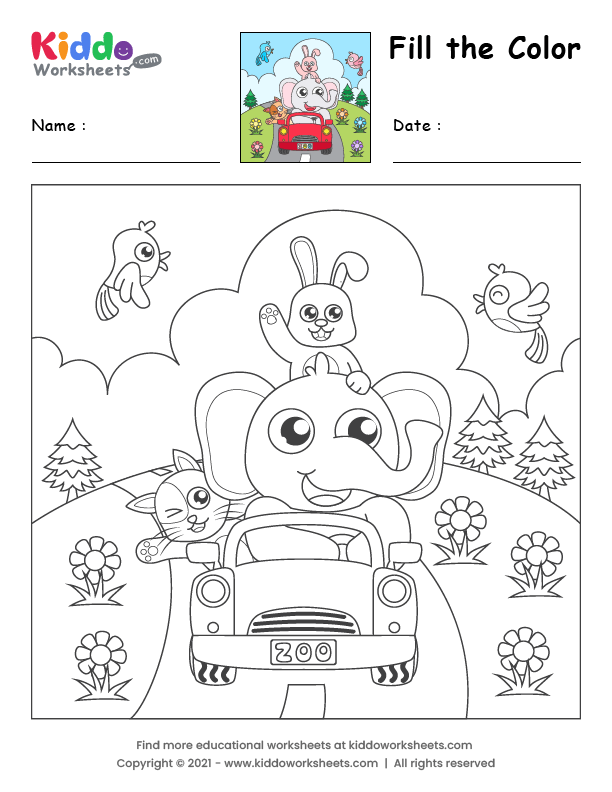 Kiddo
Worksheets.com
Fill the Color
Name :
Date :
ZOO
ZOO
Find more educational worksheets at kiddoworksheets.com
Copyright © 2021 - www.kiddoworksheets.com | All rights reserved